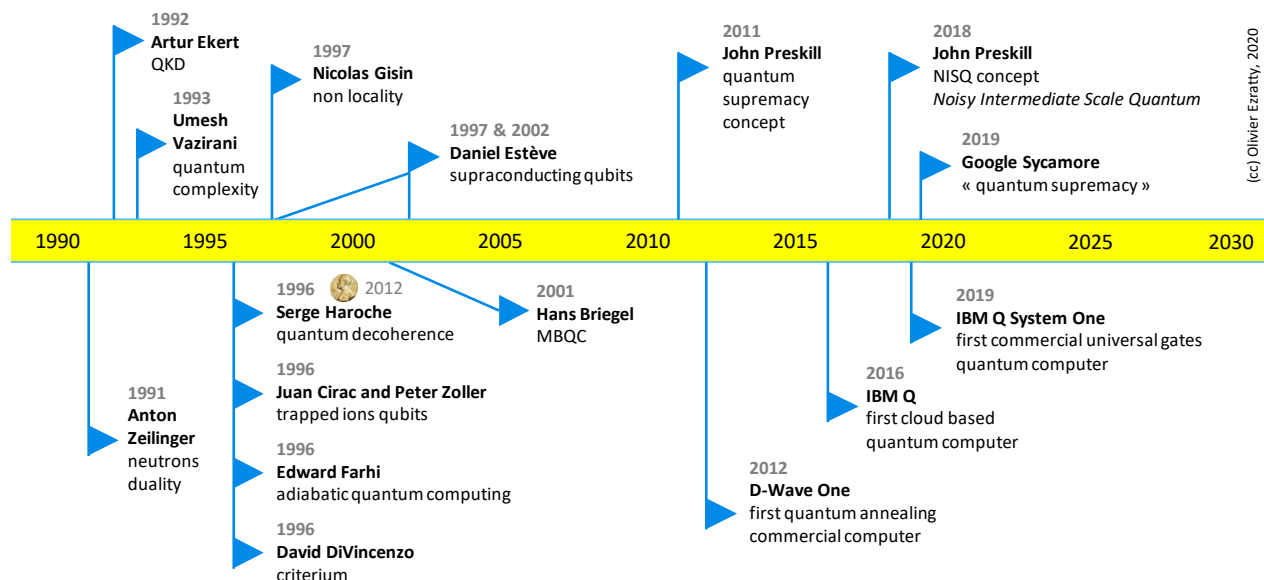 1992
Artur Ekert
QKD
1993
Umesh
Vazirani
quantum
complexity
1997
Nicolas Gisin
non locality
1997 & 2002
Daniel Estève
supraconducting qubits
2011
John Preskill
quantum
supremacy
concept
2018
John Preskill
NISQ concept
Noisy Intermediate Scale Quantum
2019
Google Sycamore
« quantum supremacy »
(cc) Olivier Ezratty, 2020
1990 1995 2000 2005 2010 2015 2020 2025 2030
1991
Anton
Zeilinger
neutrons
duality
1996 2012
Serge Haroche
quantum decoherence
1996
Juan Cirac and Peter Zoller
trapped ions qubits
1996
Edward Farhi
adiabatic quantum computing
1996
David DiVincenzo
criterium
2001
Hans Briegel
MBQC
2012
D-Wave One
first quantum annealing
commercial computer
2016
IBM Q
first cloud based
quantum computer
2019
IBM Q System One
first commercial universal gates
quantum computer